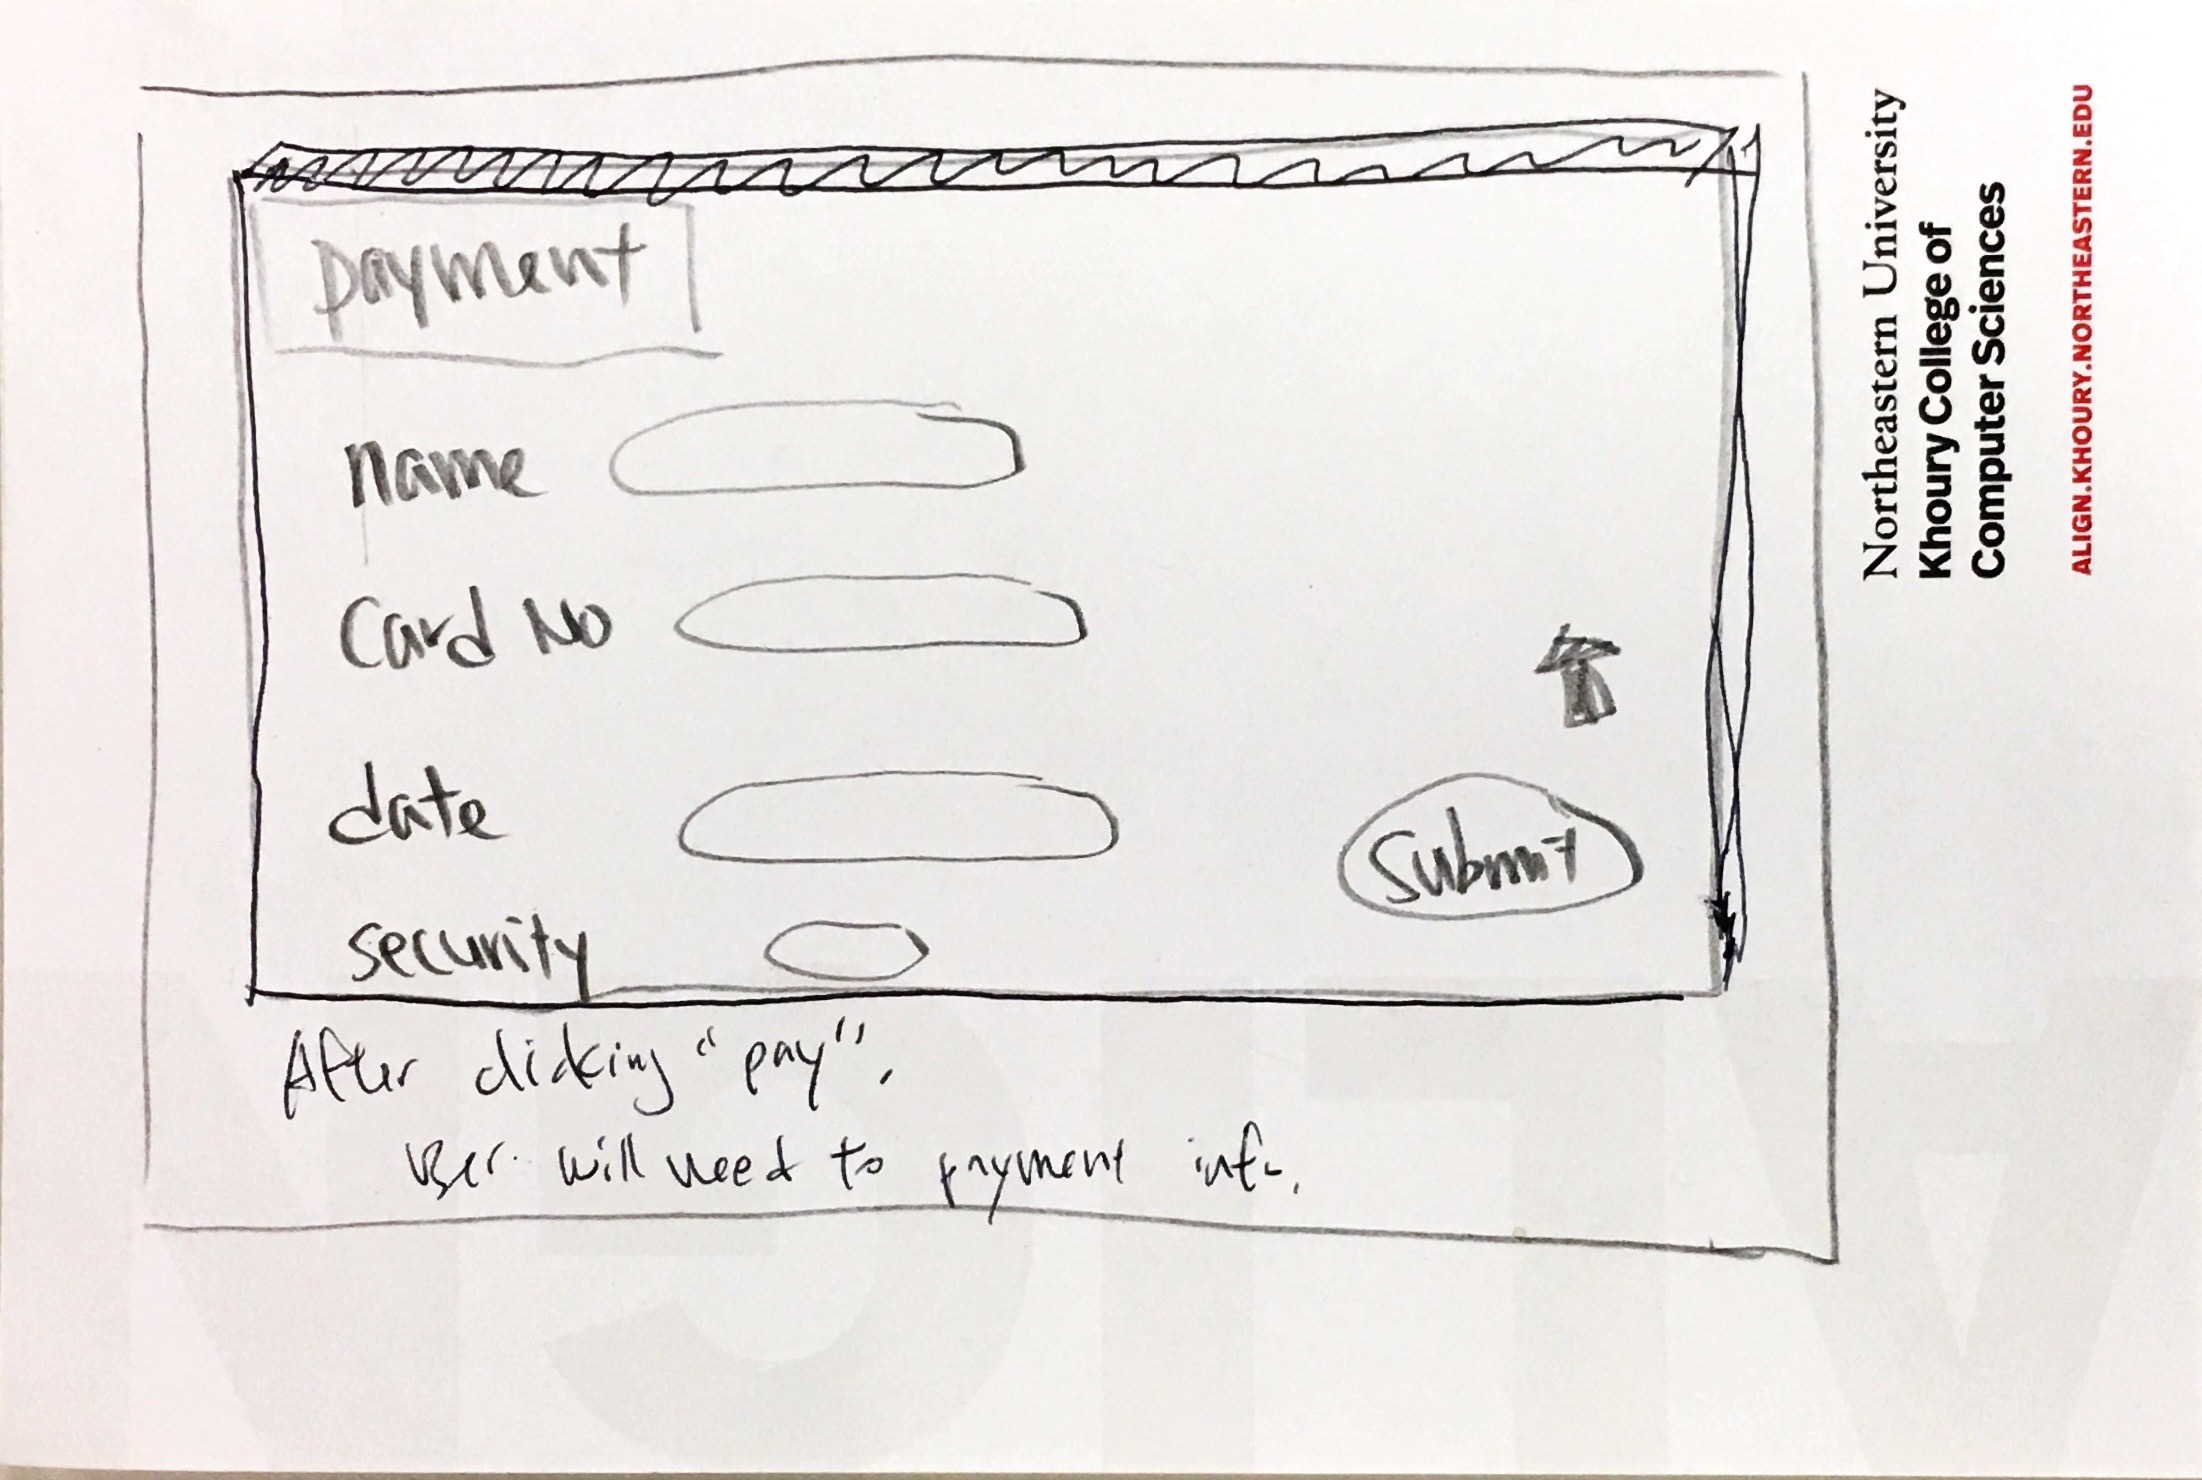 payment
name
Card No
date
Submit
security
After clicking "pay",
user will need to payment info.
Northeastern University
Khoury College of
Computer Sciences
ALIGN.KHOURY.NORTHEASTERN.EDU
ALIGN